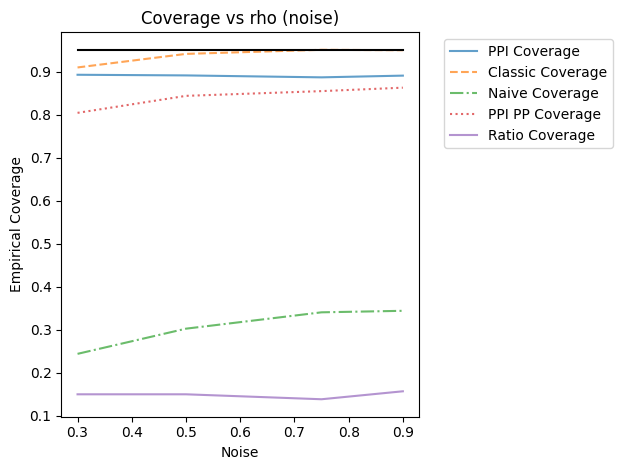 Coverage vs rho (noise)
PPI Coverage
Classic Coverage
Naive Coverage
PPI PP Coverage
Ratio Coverage
Empirical Coverage
0.9
0.8
0.7
0.6
0.5
0.4
0.3
0.2
0.1
0.3
0.4
0.5
0.6
0.7
0.8
0.9
Noise